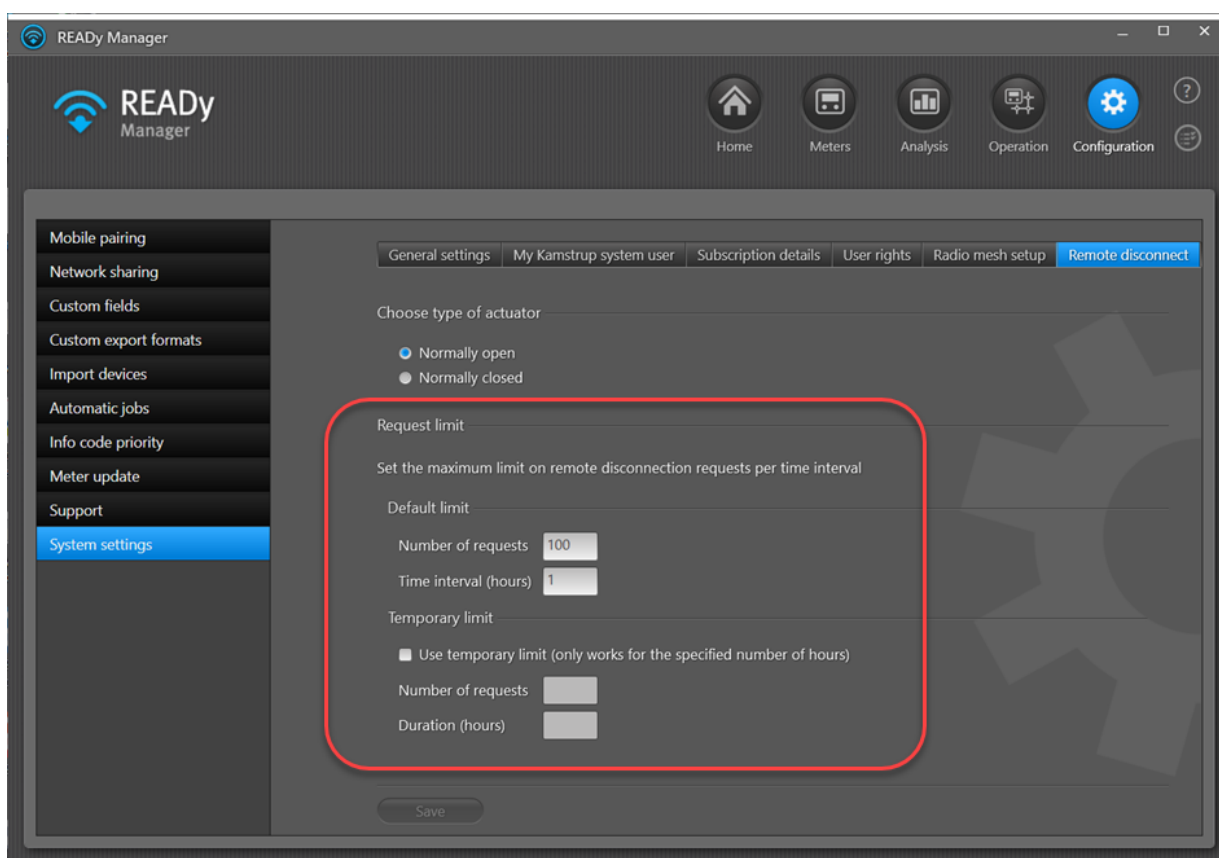 READy Manager
READy
Manager
Home
Meters
Analysis
Operation
Configuration
?
Mobile pairing
Network sharing
Custom fields
Custom export formats
Import devices
Automatic jobs
Info code priority
Meter update
Support
System settings
General settings
My Kamstrup system user
Subscription details
User rights
Radio mesh setup
Remote disconnect
Choose type of actuator
Normally open
Normally closed
Request limit
Set the maximum limit on remote disconnection requests per time interval
Default limit
Number of requests 100
Time interval (hours) 1
Temporary limit
Use temporary limit (only works for the specified number of hours)
Number of requests
Duration (hours)
Save